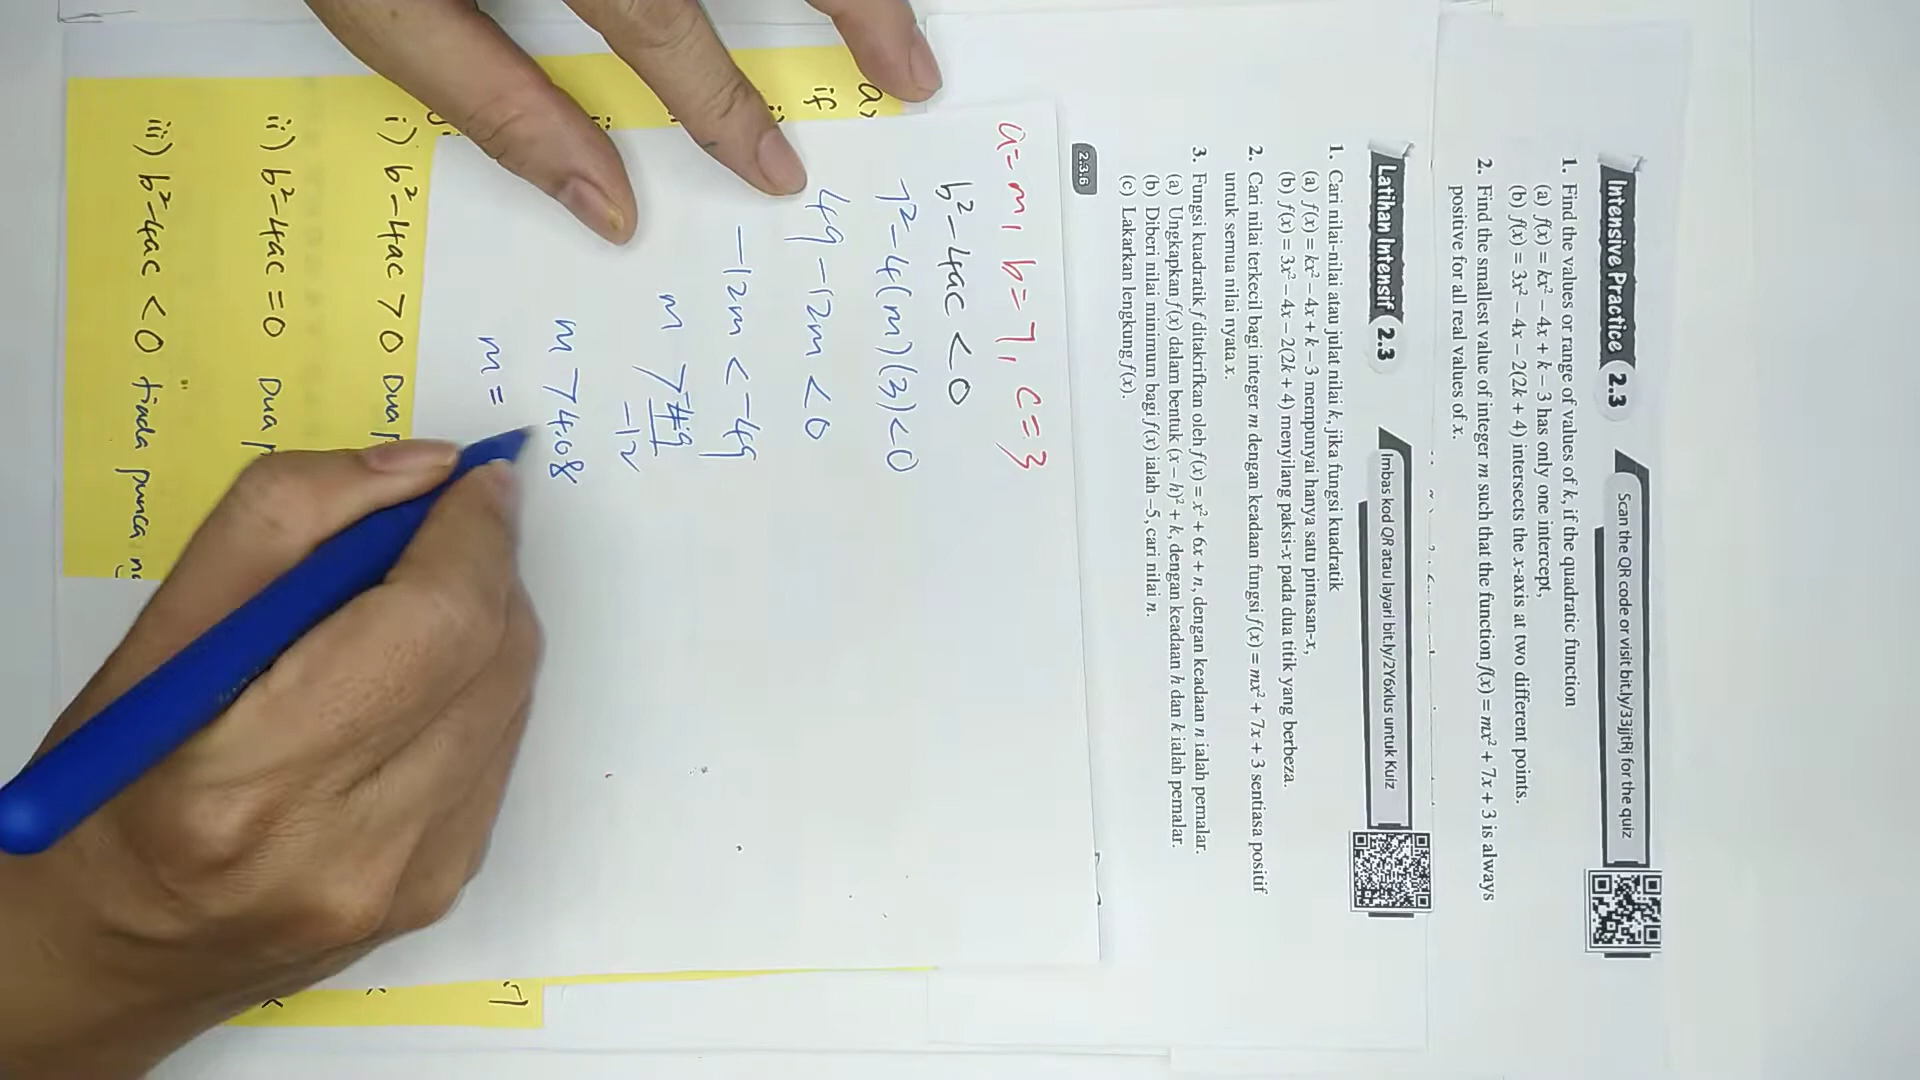 Intensive Practice 2.3
Scan the QR code or visit bit.ly/33jjtRj for the quiz
1. Find the values or range of values of k, if the quadratic function
(a) f(x) = kx² – 4x + k – 3 has only one intercept,
(b) f(x) = 3x² – 4x – 2(2k + 4) intersects the x-axis at two different points.
2. Find the smallest value of integer m such that the function f(x) = mx² + 7x + 3 is always
positive for all real values of x.
Latihan Intensif 2.3
Imbas kod QR atau layari bit.ly/2Y6xlus untuk Kuiz
1. Cari nilai-nilai atau julat nilai k, jika fungsi kuadratik
(a) f(x) = kx² – 4x + k – 3 mempunyai hanya satu pintasan-x,
(b) f(x) = 3x² – 4x – 2(2k + 4) menyilang paksi-x pada dua titik yang berbeza.
2. Cari nilai terkecil bagi integer m dengan keadaan fungsi f(x) = mx² + 7x + 3 sentiasa positif
untuk semua nilai nyata x.
3. Fungsi kuadratik f ditakrifkan oleh f(x) = x² + 6x + n, dengan keadaan n ialah pemalar.
(a) Ungkapkan f(x) dalam bentuk (x – h)² + k, dengan keadaan h dan k ialah pemalar.
(b) Diberi nilai minimum bagi f(x) ialah –5, cari nilai n.
(c) Lakarkan lengkung f(x).
2.3.6
a = m, b = 7, c = 3
b² – 4ac < 0
7² – 4(m)(3) < 0
49 – 12m < 0
–12m < –49
m > –49/–12
m > 4.08
m =
if
i) b² – 4ac > 0 Dua
ii) b² – 4ac = 0 Dua
iii) b² – 4ac < 0 tiada punca